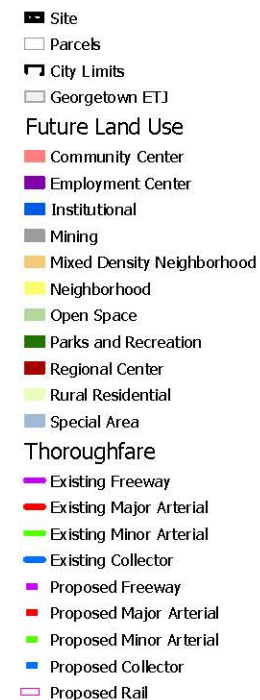 Site
Parcels
City Limits
Georgetown ETJ
Future Land Use
Community Center
Employment Center
Institutional
Mining
Mixed Density Neighborhood
Neighborhood
Open Space
Parks and Recreation
Regional Center
Rural Residential
Special Area
Thoroughfare
Existing Freeway
Existing Major Arterial
Existing Minor Arterial
Existing Collector
Proposed Freeway
Proposed Major Arterial
Proposed Minor Arterial
Proposed Collector
Proposed Rail